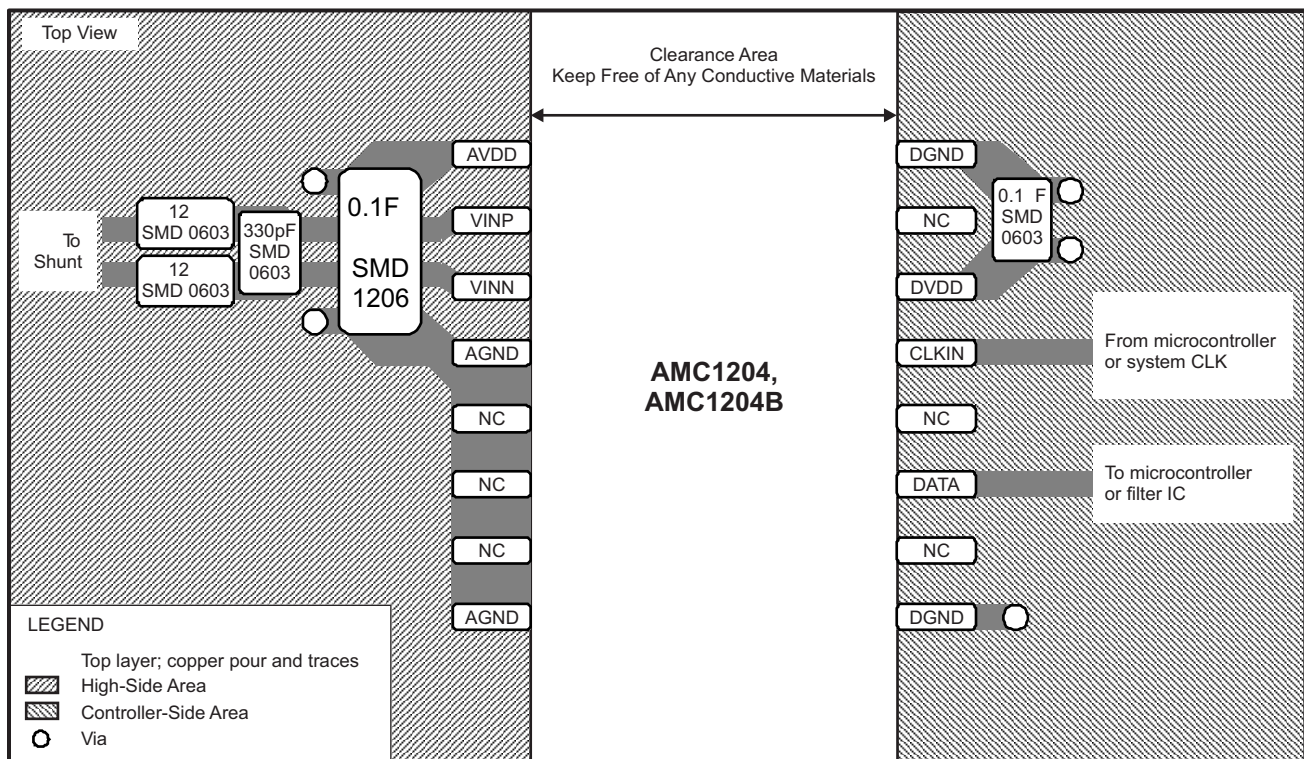 Top View
Clearance Area
Keep Free of Any Conductive Materials
AVDD
VINP
VINN
AGND
NC
NC
NC
AGND
To
Shunt
12
SMD 0603
12
SMD 0603
330pF
SMD
0603
0.1F
SMD
1206
AMC1204,
AMC1204B
DGND
NC
DVDD
CLKIN
NC
DATA
NC
DGND
0.1 F
SMD
0603
From microcontroller
or system CLK
To microcontroller
or filter IC
LEGEND
Top layer; copper pour and traces
High-Side Area
Controller-Side Area
Via